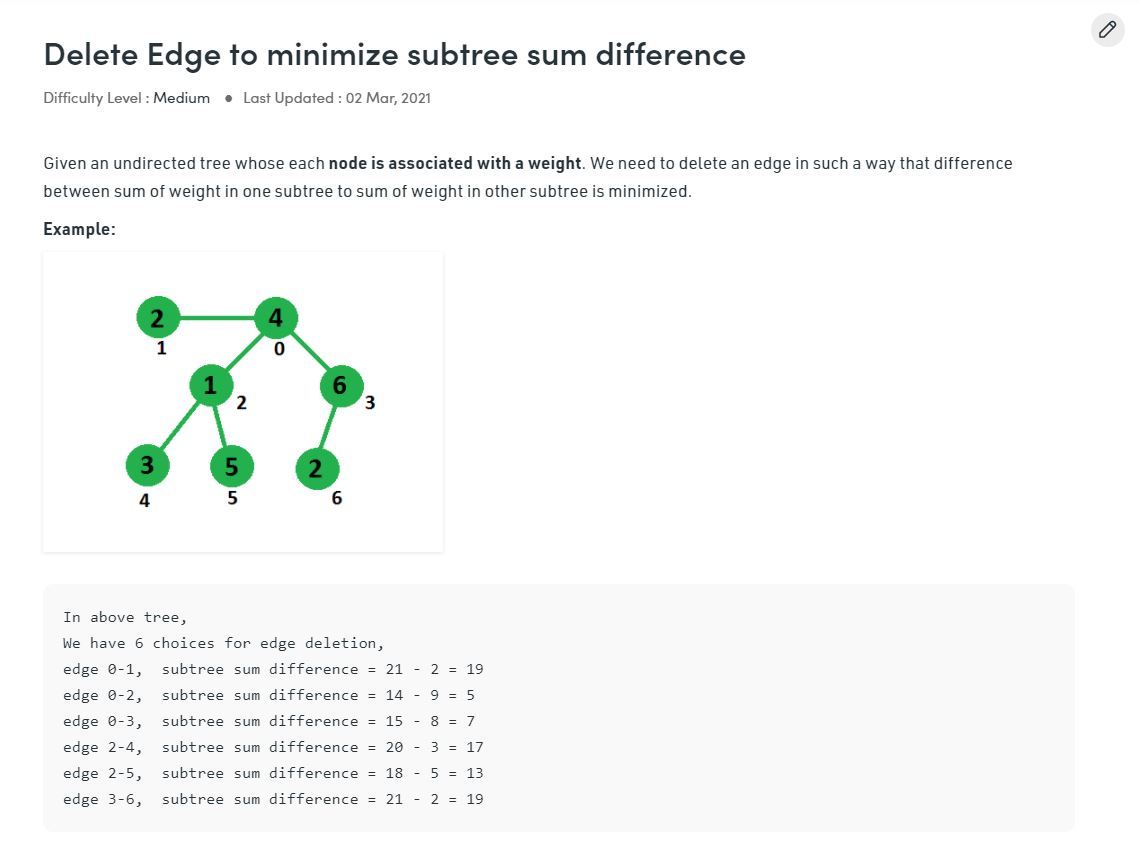 Delete Edge to minimize subtree sum difference
Difficulty Level : Medium ● Last Updated : 02 Mar, 2021
Given an undirected tree whose each node is associated with a weight. We need to delete an edge in such a way that difference
between sum of weight in one subtree to sum of weight in other subtree is minimized.
Example:
2 4
1 0
1 6
2 3
3 5 2
4 5 6
In above tree,
We have 6 choices for edge deletion,
edge 0-1, subtree sum difference = 21 - 2 = 19
edge 0-2, subtree sum difference = 14 - 9 = 5
edge 0-3, subtree sum difference = 15 - 8 = 7
edge 2-4, subtree sum difference = 20 - 3 = 17
edge 2-5, subtree sum difference = 18 - 5 = 13
edge 3-6, subtree sum difference = 21 - 2 = 19